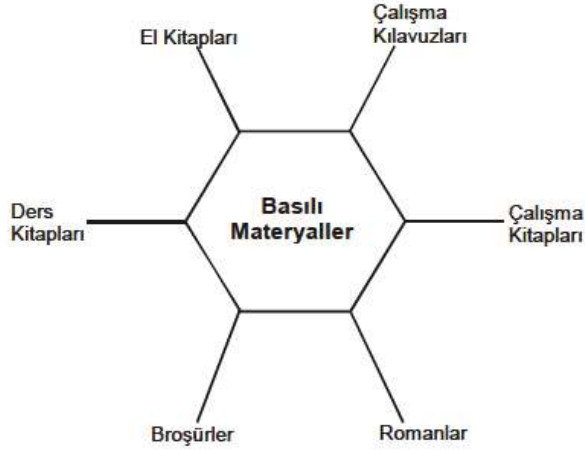 El Kitapları
Çalışma
Kılavuzları
Ders
Kitapları
Basılı
Materyaller
Çalışma
Kitapları
Broşürler
Romanlar